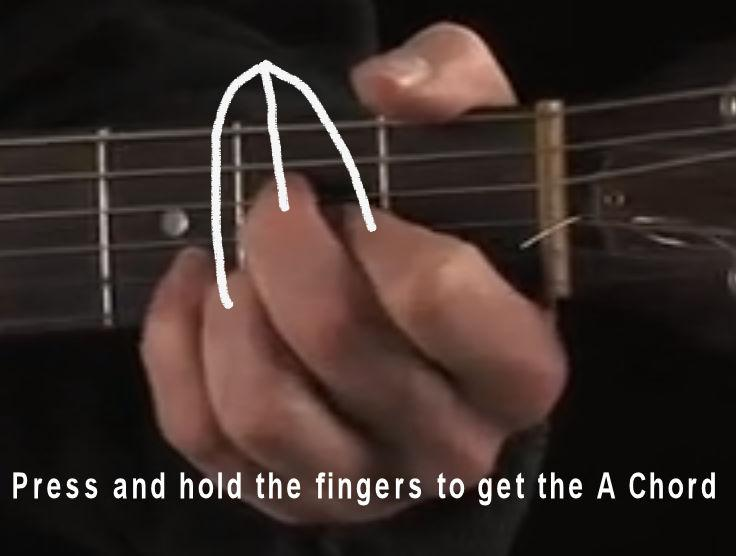 Press and hold the fingers to get the A Chord